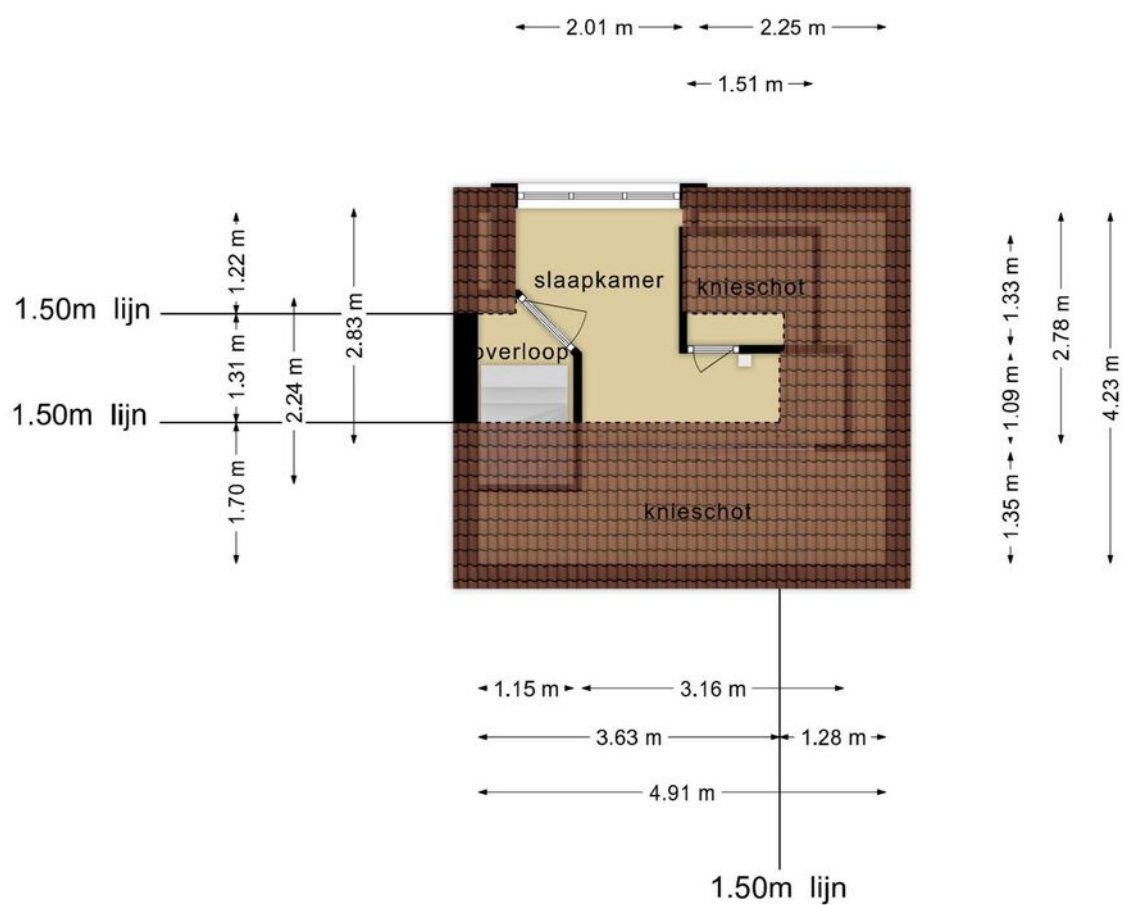 2.01 m
2.25 m
1.51 m
1.22 m
1.50m lijn
1.31 m
2.24 m
2.83 m
1.50m lijn
1.70 m
slaapkamer
knieschot
overloop
knieschot
1.33 m
1.09 m
1.35 m
2.78 m
4.23 m
1.15 m
3.16 m
3.63 m
1.28 m
4.91 m
1.50m lijn